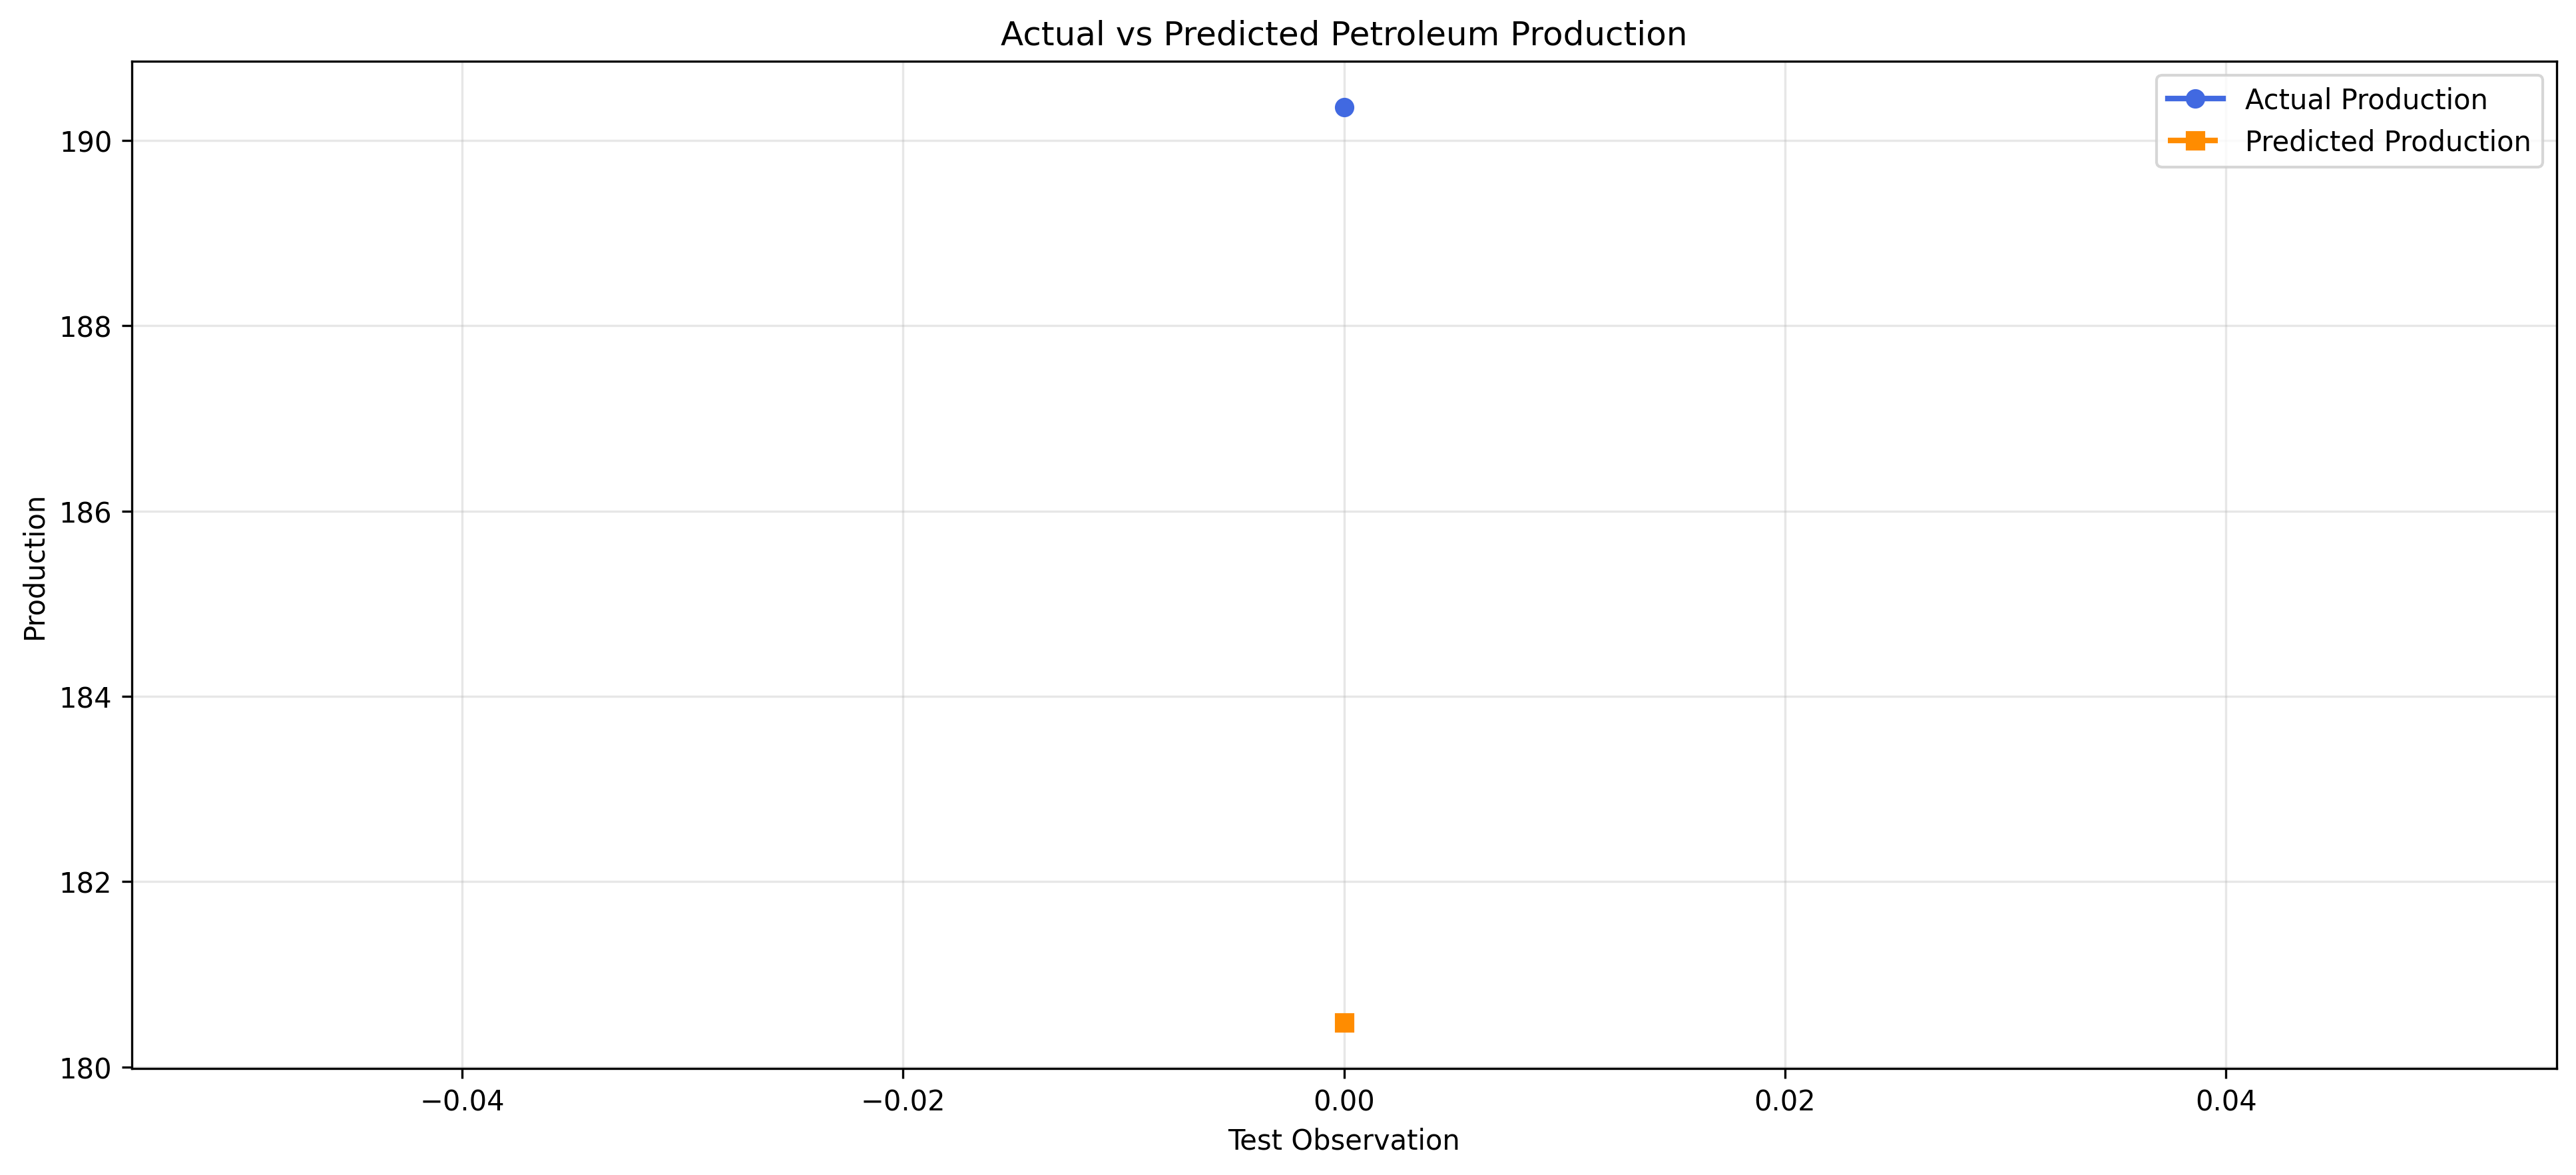 Actual vs Predicted Petroleum Production
Actual Production
Predicted Production
190
188
186
184
182
180
Production
−0.04
−0.02
0.00
0.02
0.04
Test Observation